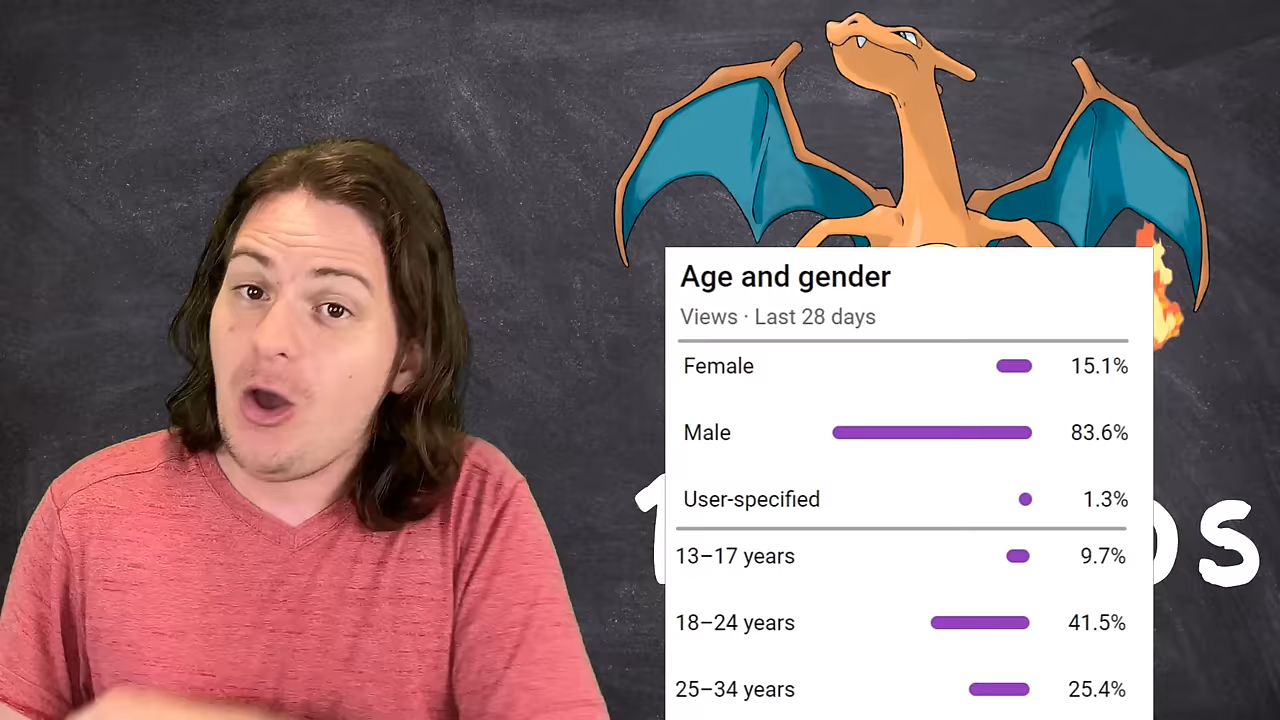 Age and gender
Views · Last 28 days
Female 15.1%
Male 83.6%
User-specified 1.3%
13–17 years 9.7%
18–24 years 41.5%
25–34 years 25.4%